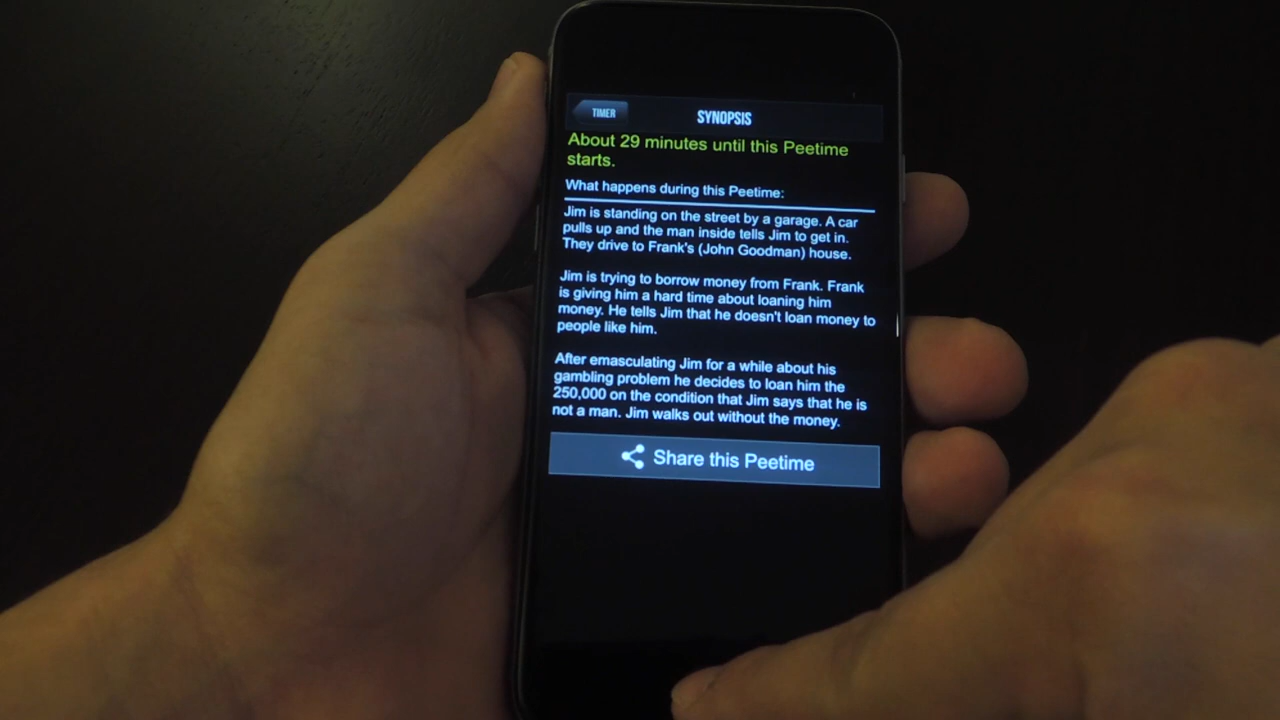 TIMER
SYNOPSIS
About 29 minutes until this Peetime
starts.
What happens during this Peetime:
Jim is standing on the street by a garage. A car
pulls up and the man inside tells Jim to get in.
They drive to Frank's (John Goodman) house.
Jim is trying to borrow money from Frank. Frank
is giving him a hard time about loaning him
money. He tells Jim that he doesn't loan money to
people like him.
After emasculating Jim for a while about his
gambling problem he decides to loan him the
250,000 on the condition that Jim says that he is
not a man. Jim walks out without the money.
Share this Peetime